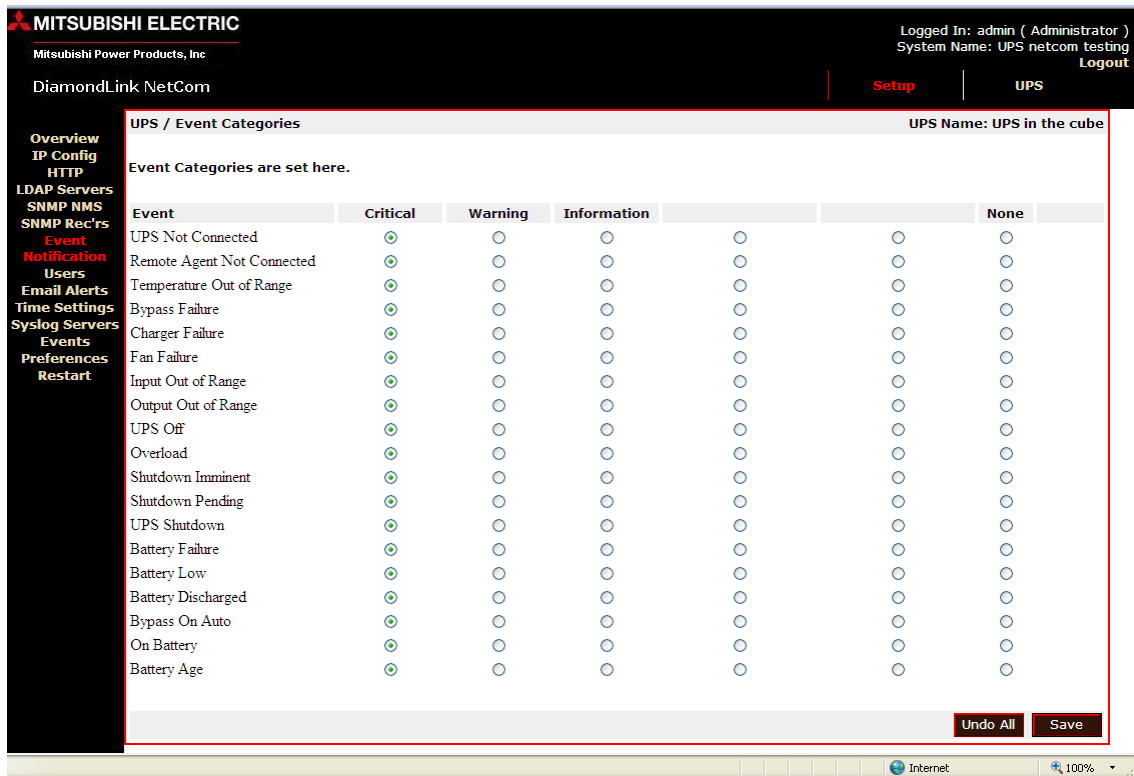 MITSUBISHI ELECTRIC
Mitsubishi Power Products, Inc
DiamondLink NetCom
Logged In: admin ( Administrator )
System Name: UPS netcom testing
Logout
Setup
UPS
Overview
IP Config
HTTP
LDAP Servers
SNMP NMS
SNMP Rec'rs
Event
Notification
Users
Email Alerts
Time Settings
Syslog Servers
Events
Preferences
Restart
UPS / Event Categories
UPS Name: UPS in the cube
Event Categories are set here.
Event Critical Warning Information None
UPS Not Connected
Remote Agent Not Connected
Temperature Out of Range
Bypass Failure
Charger Failure
Fan Failure
Input Out of Range
Output Out of Range
UPS Off
Overload
Shutdown Imminent
Shutdown Pending
UPS Shutdown
Battery Failure
Battery Low
Battery Discharged
Bypass On Auto
On Battery
Battery Age
Undo All
Save
Internet
100%